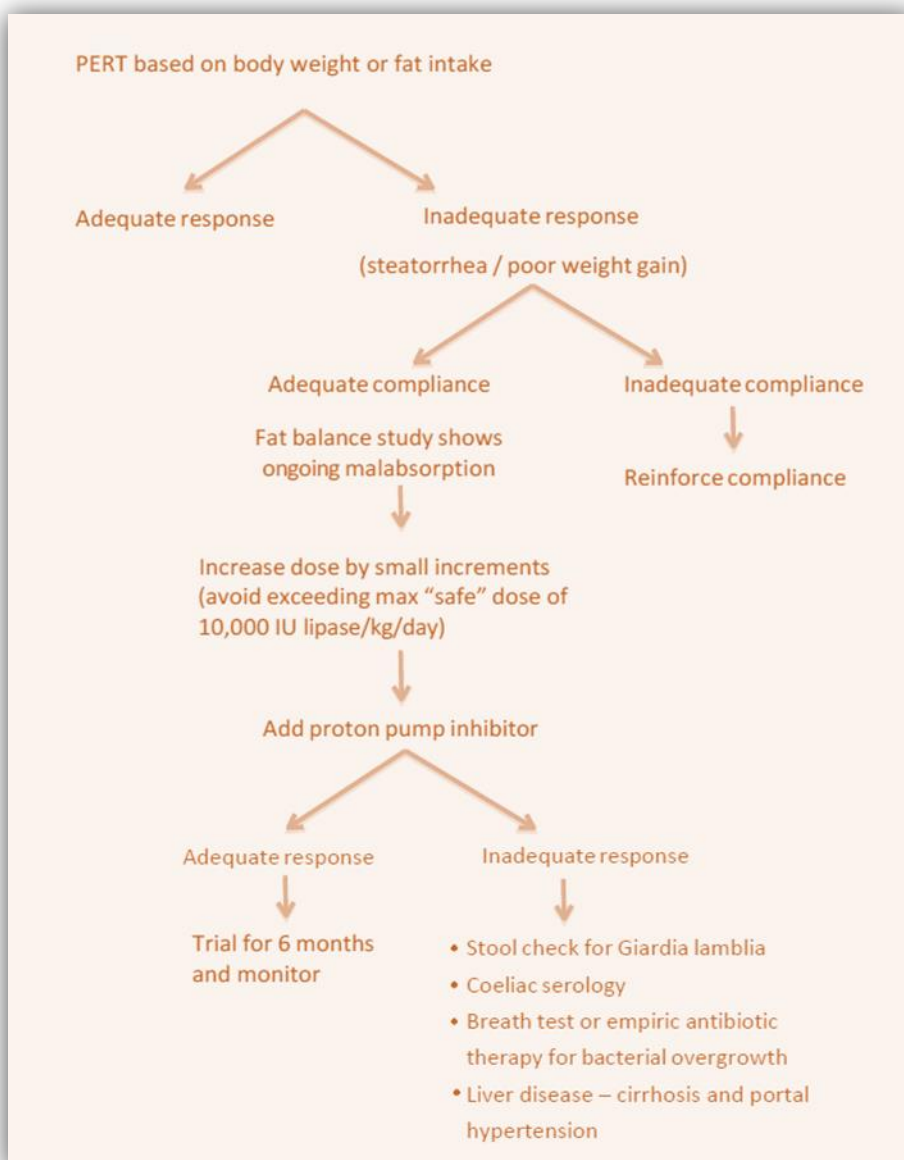 PERT based on body weight or fat intake
Adequate response
Inadequate response
(steatorrhea / poor weight gain)
Adequate compliance
Inadequate compliance
Fat balance study shows
ongoing malabsorption
Reinforce compliance
Increase dose by small increments
(avoid exceeding max “safe” dose of
10,000 IU lipase/kg/day)
Add proton pump inhibitor
Adequate response
Inadequate response
Trial for 6 months
and monitor
• Stool check for Giardia lamblia
• Coeliac serology
• Breath test or empiric antibiotic
therapy for bacterial overgrowth
• Liver disease – cirrhosis and portal
hypertension